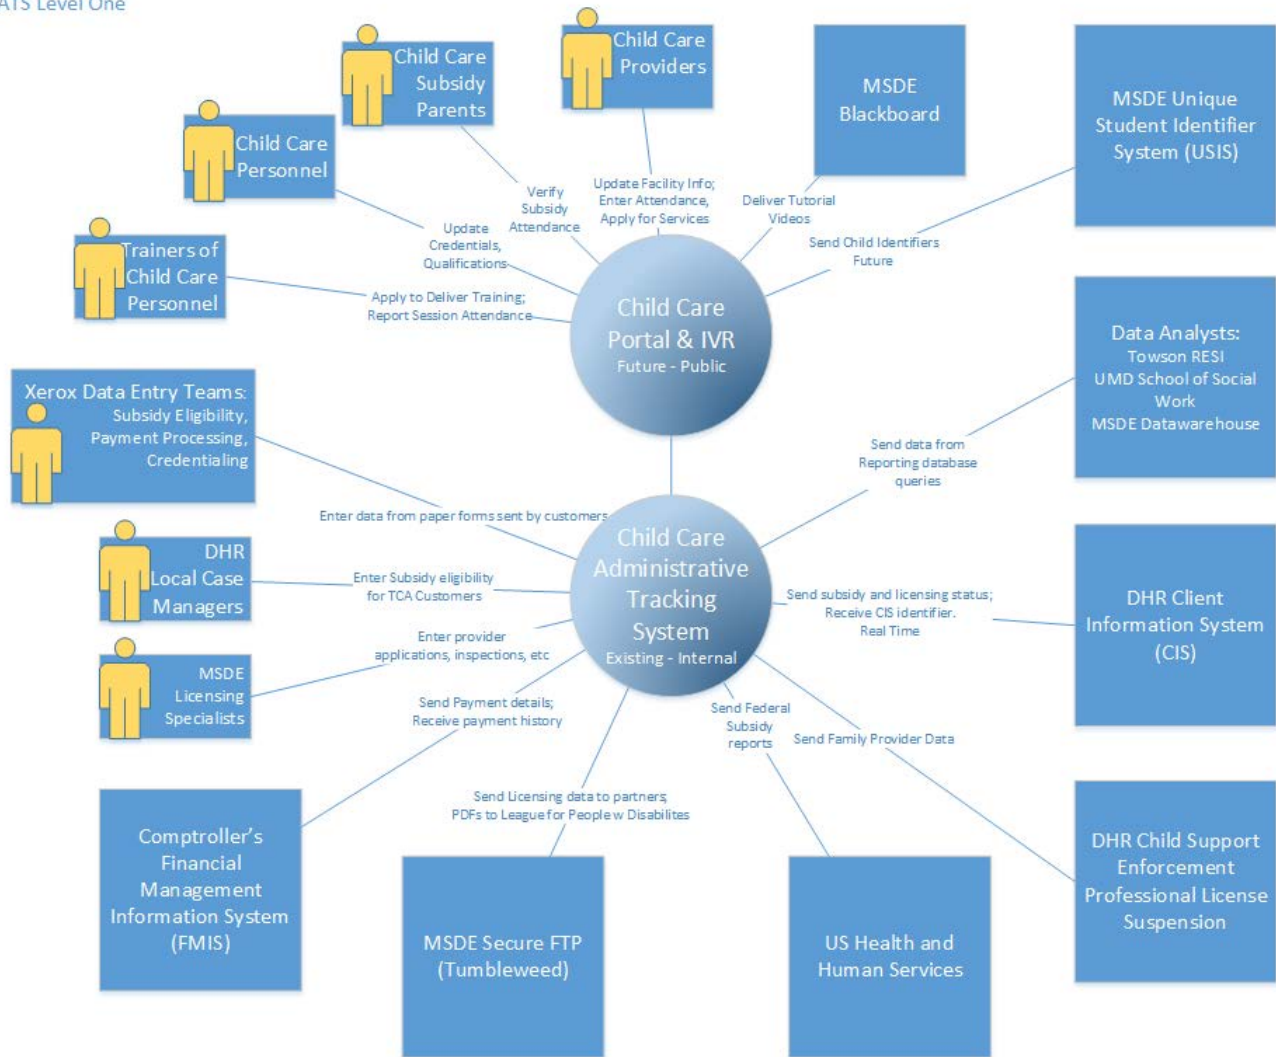 ATS Level One
Child Care
Providers
Child Care
Subsidy
Parents
MSDE
Blackboard
MSDE Unique
Student Identifier
System (USIS)
Child Care
Personnel
Trainers of
Child Care
Personnel
Update Facility Info;
Enter Attendance,
Apply for Services
Verify
Subsidy
Attendance
Deliver Tutorial
Videos
Update
Credentials,
Qualifications
Send Child Identifiers
Future
Apply to Deliver Training;
Report Session Attendance
Child Care
Portal & IVR
Future - Public
Data Analysts:
Towson RESI
UMD School of Social
Work
MSDE Datawarehouse
Xerox Data Entry Teams:
Subsidy Eligibility,
Payment Processing,
Credentialing
Send data from
Reporting database
queries
Enter data from paper forms sent by customers
Child Care
Administrative
Tracking
System
Existing - Internal
DHR
Local Case
Managers
Enter Subsidy eligibility
for TCA Customers
Send subsidy and licensing status;
Receive CIS identifier.
Real Time
DHR Client
Information System
(CIS)
Enter provider
applications, inspections, etc
MSDE
Licensing
Specialists
Send Payment details;
Receive payment history
Send Federal
Subsidy
reports
Send Family Provider Data
Send Licensing data to partners;
PDFs to League for People w Disabilites
Comptroller's
Financial
Management
Information System
(FMIS)
MSDE Secure FTP
(Tumbleweed)
US Health and
Human Services
DHR Child Support
Enforcement
Professional License
Suspension